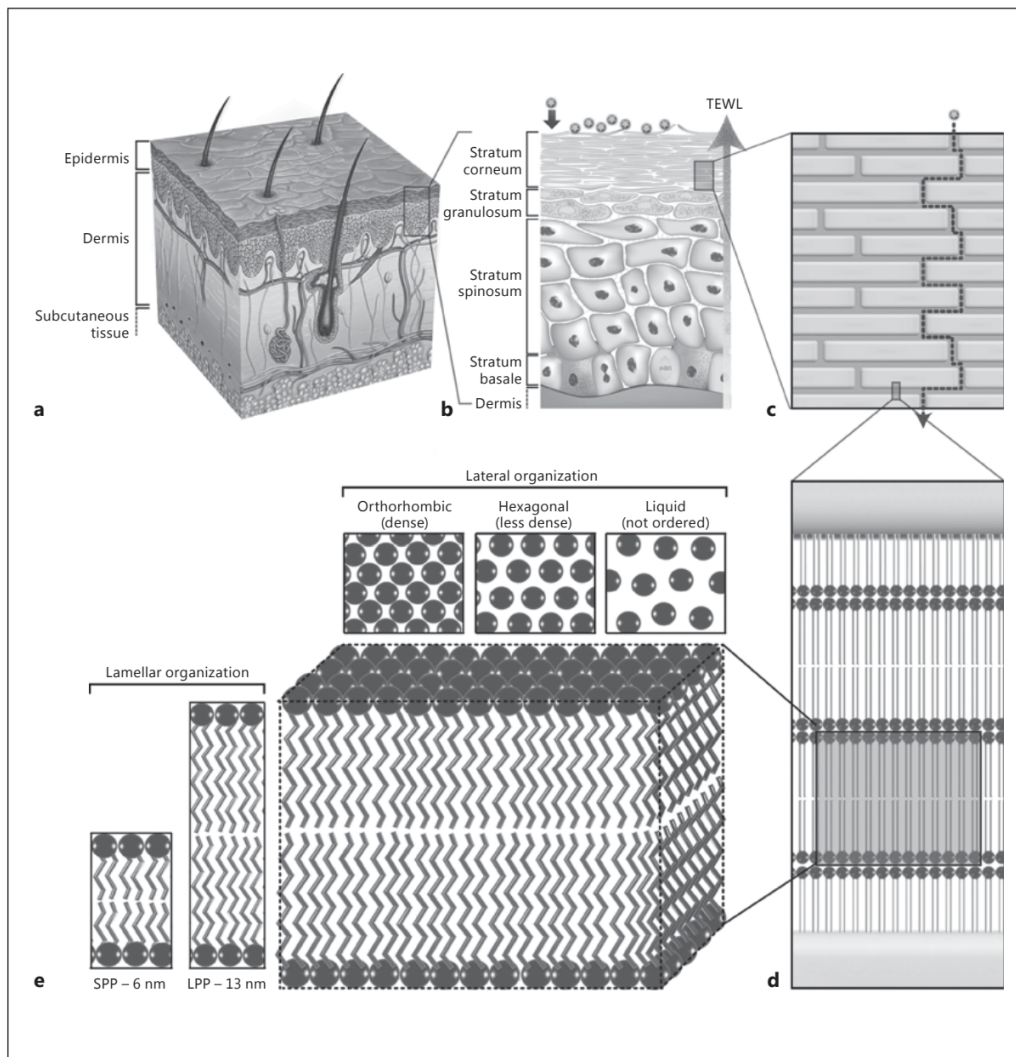 Epidermis
Dermis
Subcutaneous
tissue
a
Stratum
corneum
Stratum
granulosum
Stratum
spinosum
Stratum
basale
Dermis
b
TEWL
c
Lateral organization
Orthorhombic
(dense)
Hexagonal
(less dense)
Liquid
(not ordered)
Lamellar organization
SPP – 6 nm
LPP – 13 nm
e
d